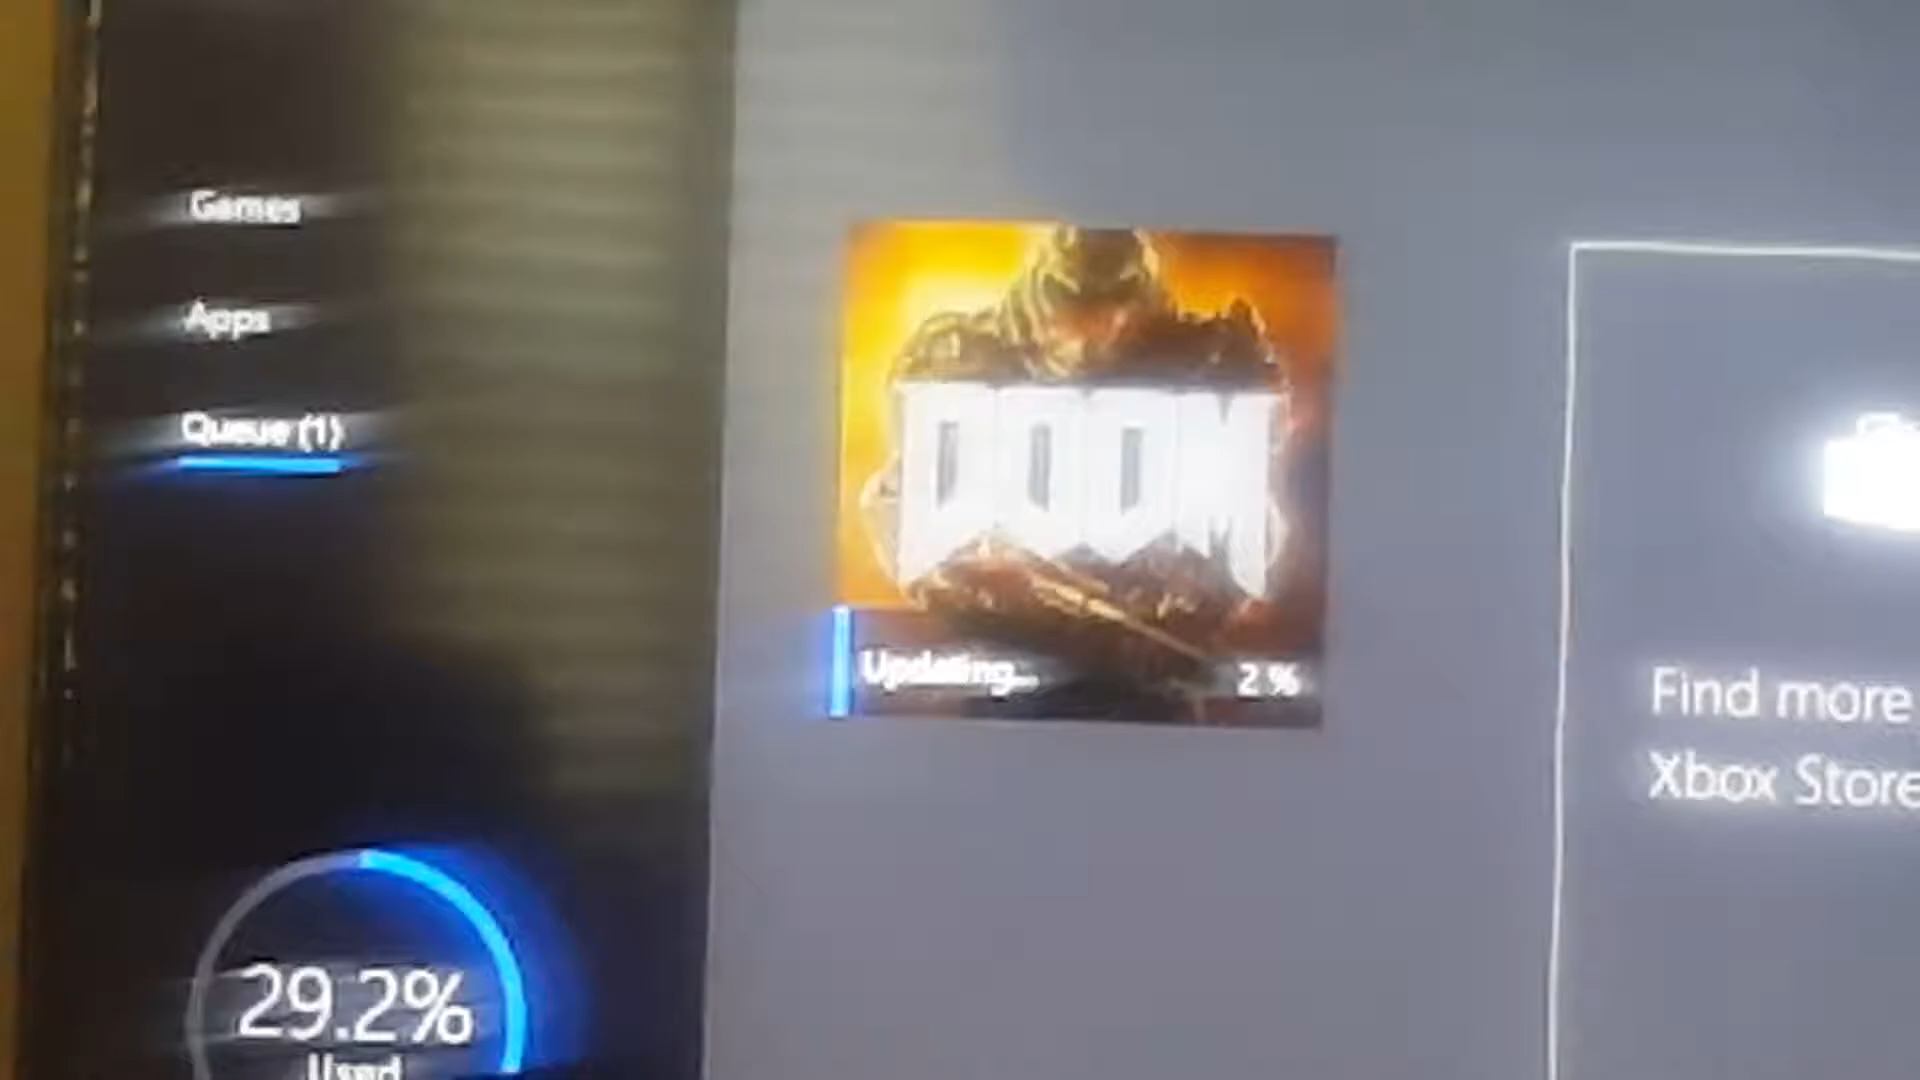 Games
Apps
Queue (1)
DOOM
Updating...
2 %
Find more
Xbox Store
29.2%
Used